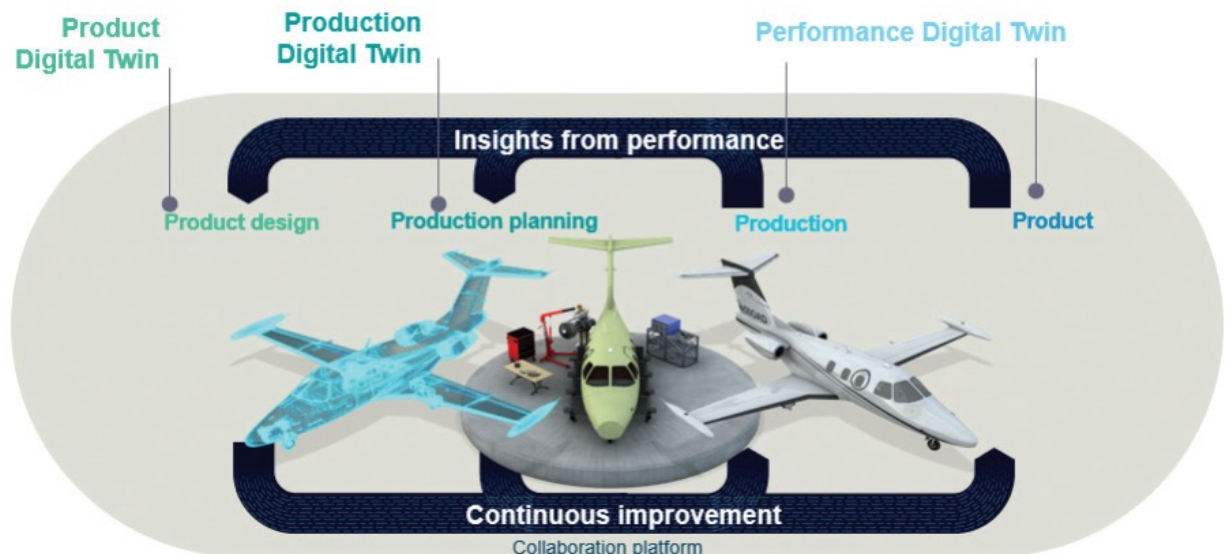 Product
Digital Twin
Production
Digital Twin
Performance Digital Twin
Insights from performance
Product design
Production planning
Production
Product
Continuous improvement
Collaboration platform